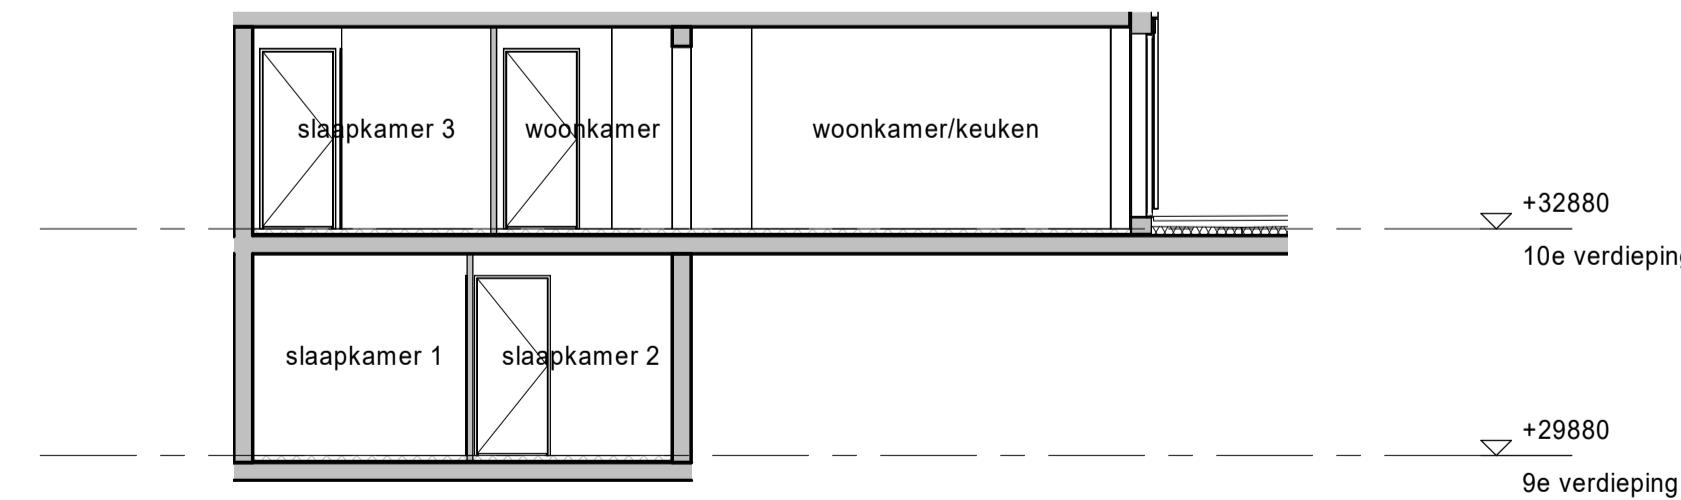 slaapkamer 3
woonkamer
woonkamer/keuken
+32880
10e verdieping
slaapkamer 1
slaapkamer 2
+29880
9e verdieping